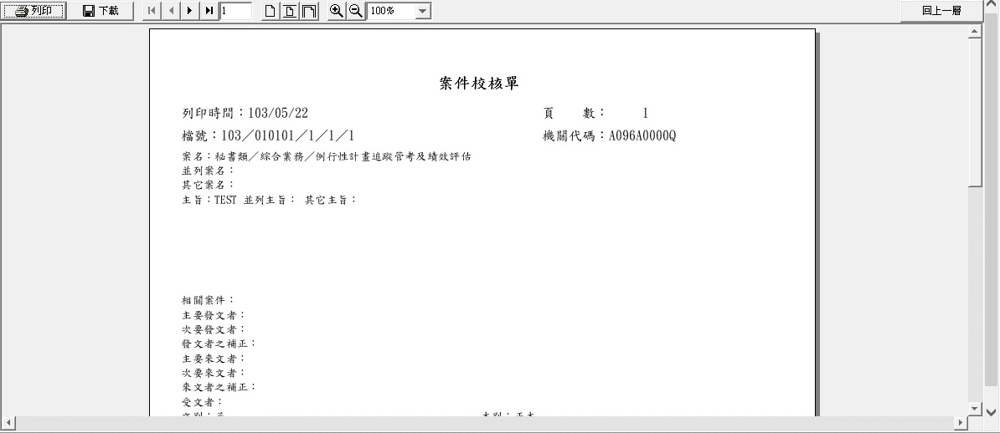 列印 下載 1 100% 回上一層
案件校核單
列印時間：103/05/22 頁　數： 1
檔號：103／010101／1／1／1 機關代碼：A096A0000Q
案名：秘書類／綜合業務／例行性計畫追蹤管考及績效評估
並列案名：
其它案名：
主旨：TEST 並列主旨： 其它主旨：
相關案件：
主要發文者：
次要發文者：
發文者之補正：
主要來文者：
次要來文者：
來文者之補正：
受文者：